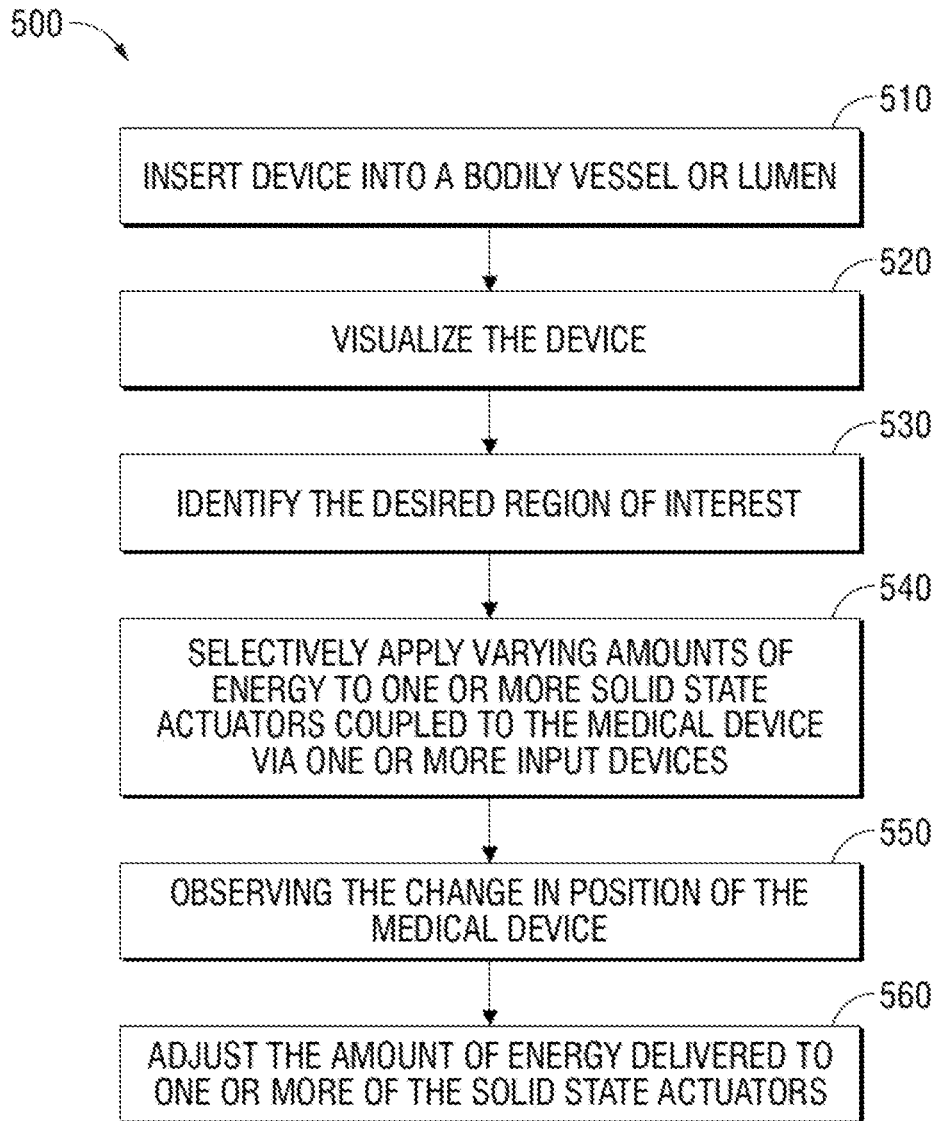 500
510
INSERT DEVICE INTO A BODILY VESSEL OR LUMEN
520
VISUALIZE THE DEVICE
530
IDENTIFY THE DESIRED REGION OF INTEREST
540
SELECTIVELY APPLY VARYING AMOUNTS OF
ENERGY TO ONE OR MORE SOLID STATE
ACTUATORS COUPLED TO THE MEDICAL DEVICE
VIA ONE OR MORE INPUT DEVICES
550
OBSERVING THE CHANGE IN POSITION OF THE
MEDICAL DEVICE
560
ADJUST THE AMOUNT OF ENERGY DELIVERED TO
ONE OR MORE OF THE SOLID STATE ACTUATORS